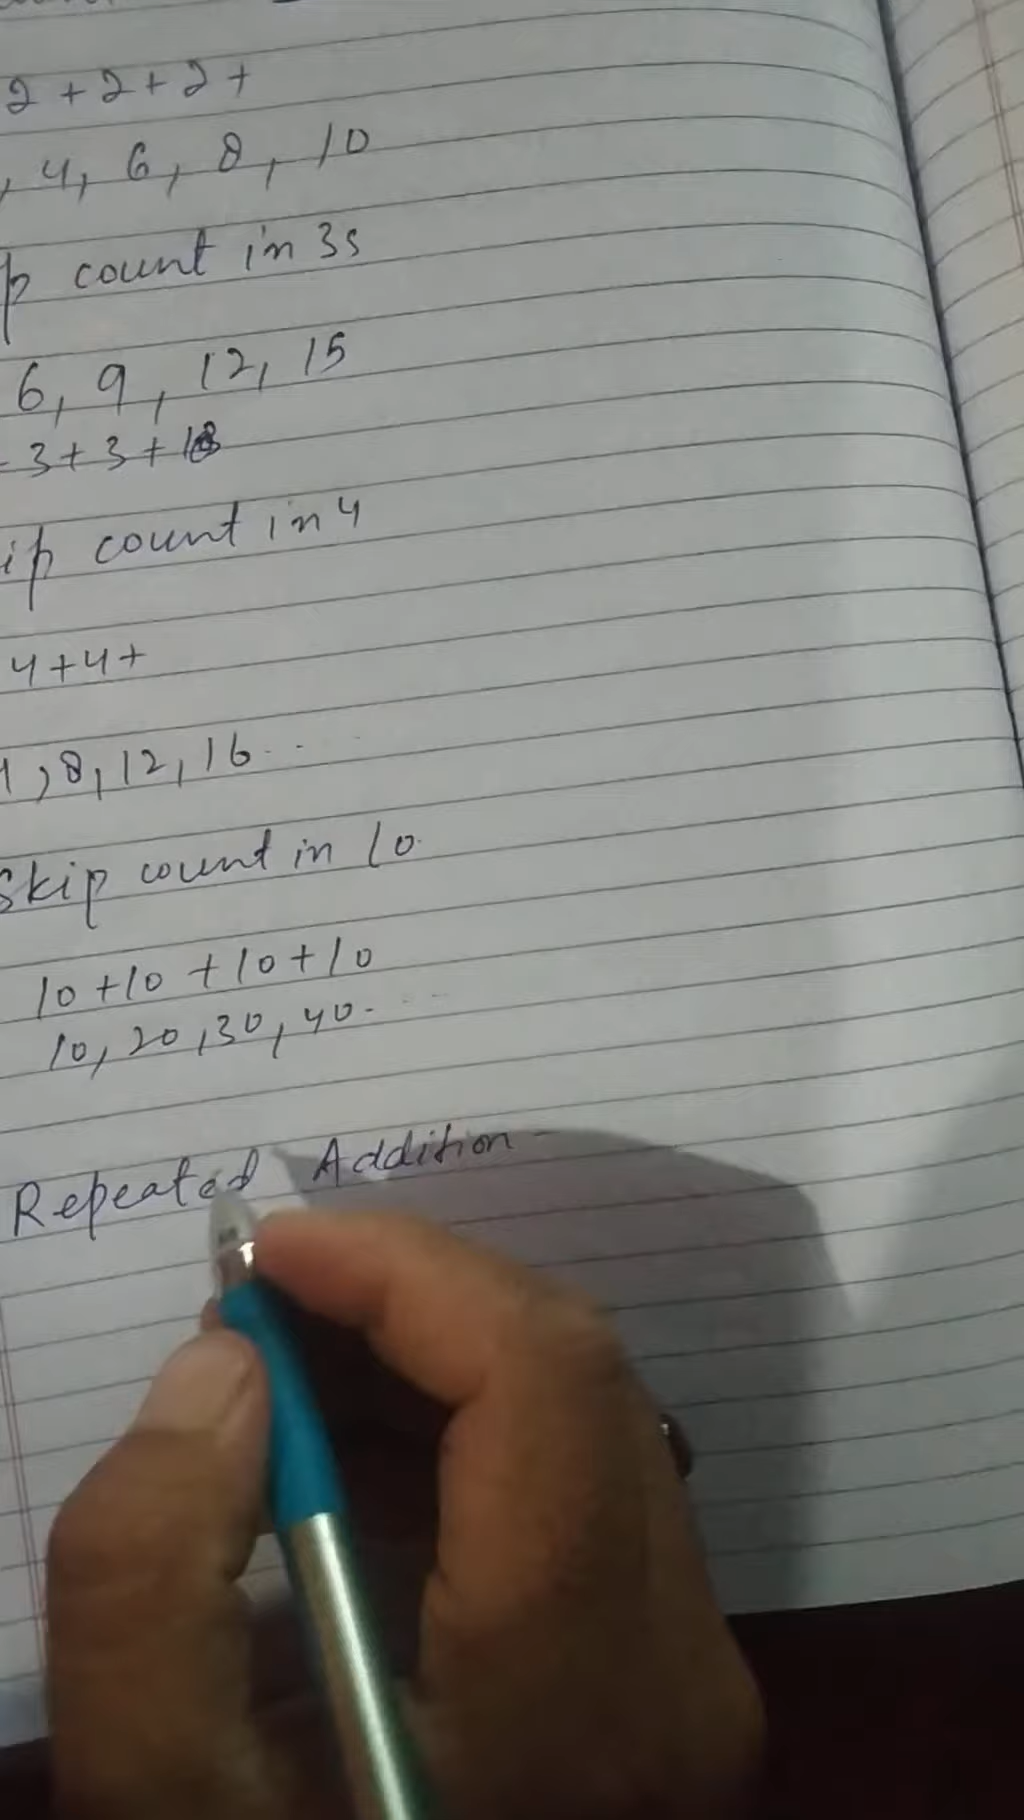 2 + 2 + 2 +
, 4, 6, 8, 10
p count in 3s
6, 9, 12, 15
- 3 + 3 +
ip count in 4
4 + 4 +
, 8, 12, 16 ...
Skip count in 10.
10 + 10 + 10 + 10
10, 20, 30, 40 - ...
Repeated Addition -